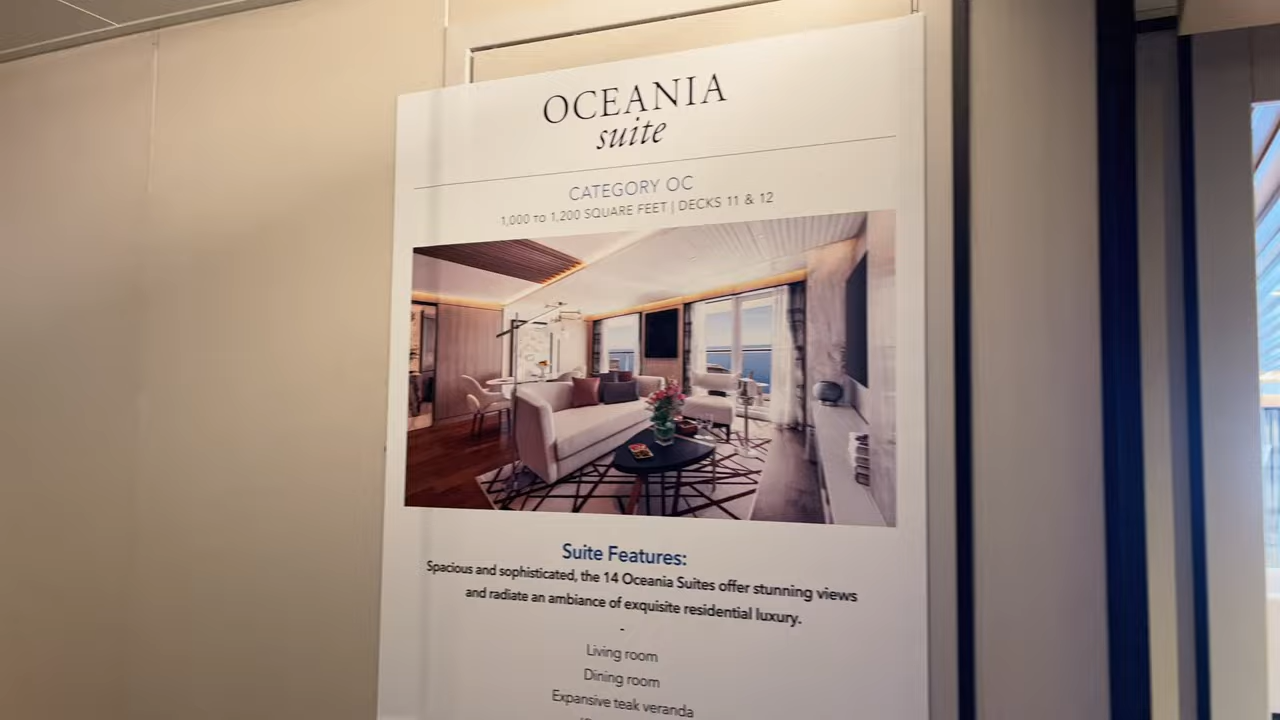 OCEANIA
suite
CATEGORY OC
1,000 TO 1,200 SQUARE FEET | DECKS 11 & 12
Suite Features:
Spacious and sophisticated, the 14 Oceania Suites offer stunning views
and radiate an ambiance of exquisite residential luxury.
-
Living room
Dining room
Expansive teak veranda